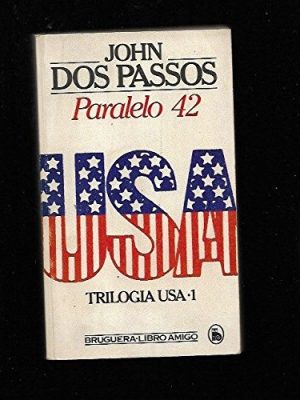 JOHN
DOS PASSOS
Paralelo 42
USA
TRILOGIA USA·1
BRUGUERA·LIBRO AMIGO